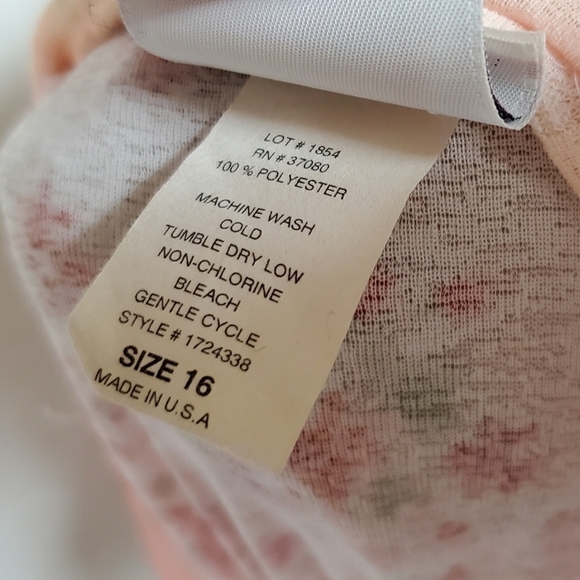 LOT # 1854
RN # 37080
100 % POLYESTER
MACHINE WASH
COLD
TUMBLE DRY LOW
NON-CHLORINE
BLEACH
GENTLE CYCLE
STYLE # 1724338
SIZE 16
MADE IN U.S.A